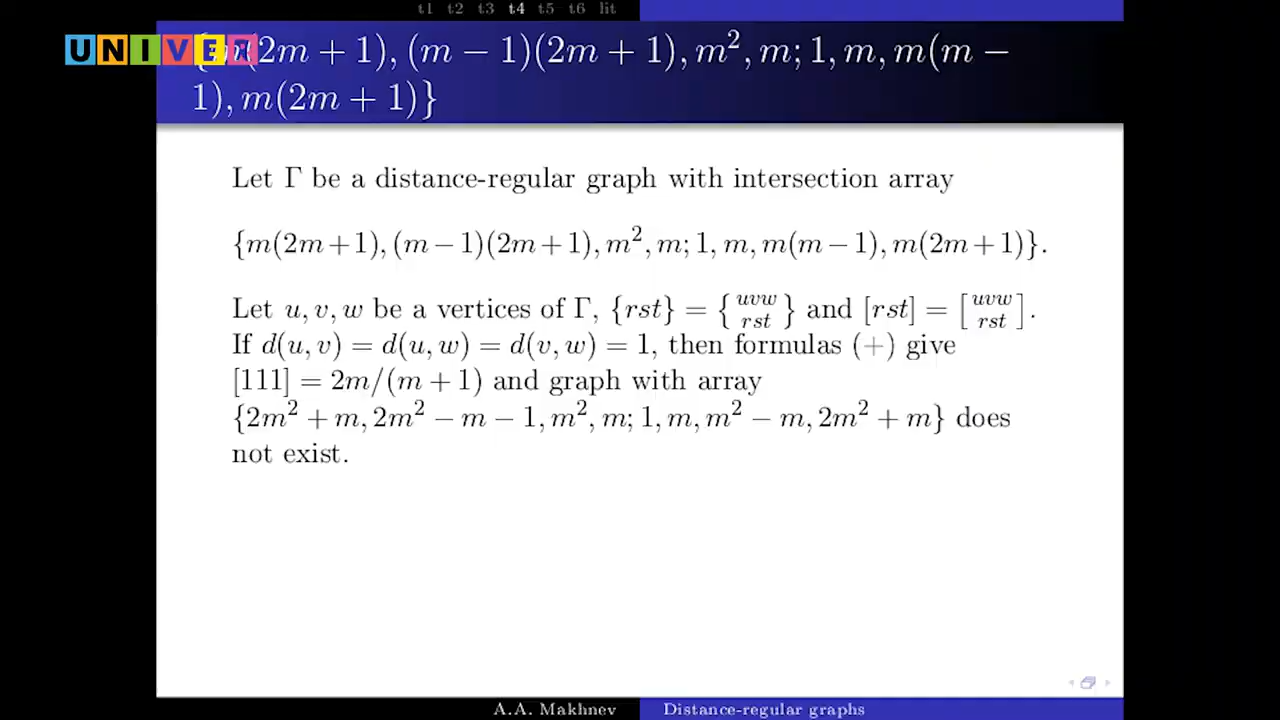 t1 t2 t3 t4 t5 t6 lit
UNIVER
{m(2m + 1), (m − 1)(2m + 1), m², m; 1, m, m(m −
1), m(2m + 1)}
Let Γ be a distance-regular graph with intersection array
{m(2m+1), (m−1)(2m+1), m², m; 1, m, m(m−1), m(2m+1)}.
Let u, v, w be a vertices of Γ, {rst} = {uvw rst} and [rst] = [uvw rst].
If d(u, v) = d(u, w) = d(v, w) = 1, then formulas (+) give
[111] = 2m/(m + 1) and graph with array
{2m² + m, 2m² − m − 1, m², m; 1, m, m² − m, 2m² + m} does
not exist.
A.A. Makhnev Distance-regular graphs